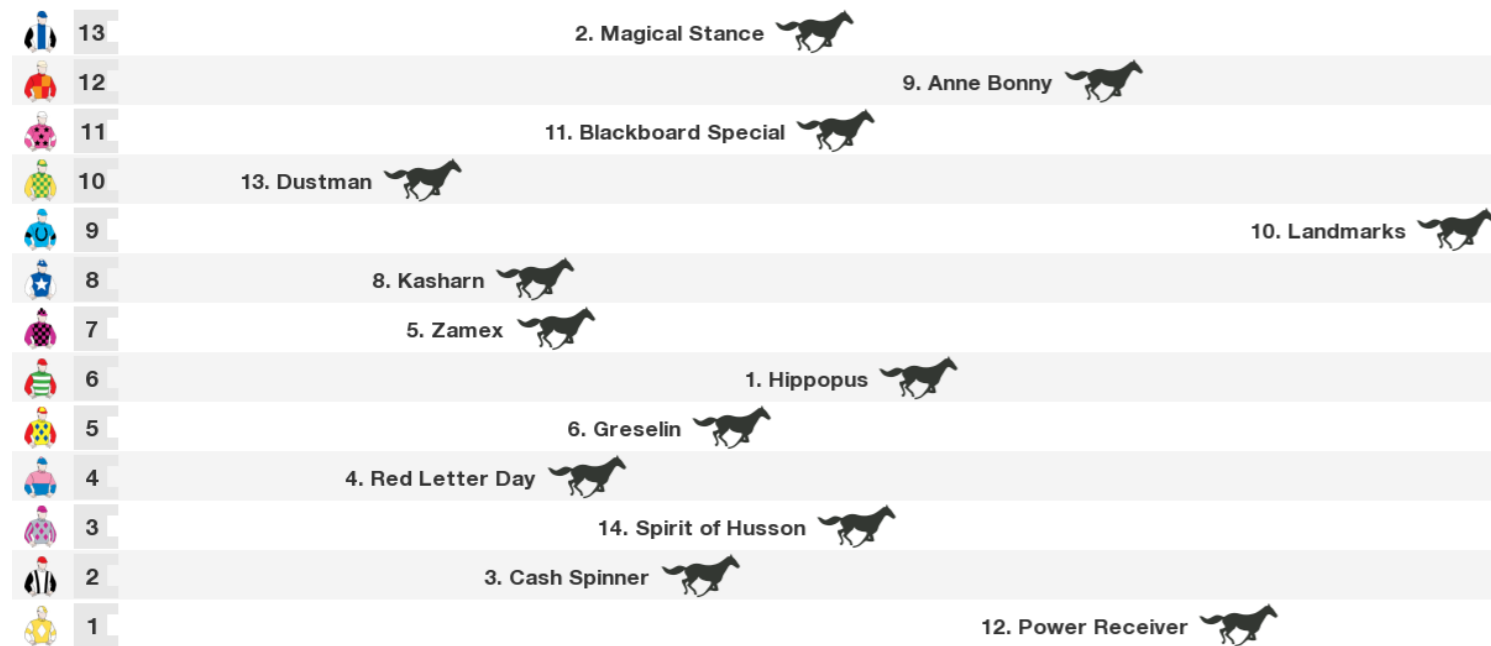 13 2. Magical Stance
12 9. Anne Bonny
11 11. Blackboard Special
10 13. Dustman
9 10. Landmarks
8 8. Kasharn
7 5. Zamex
6 1. Hippopus
5 6. Greselin
4 4. Red Letter Day
3 14. Spirit of Husson
2 3. Cash Spinner
1 12. Power Receiver